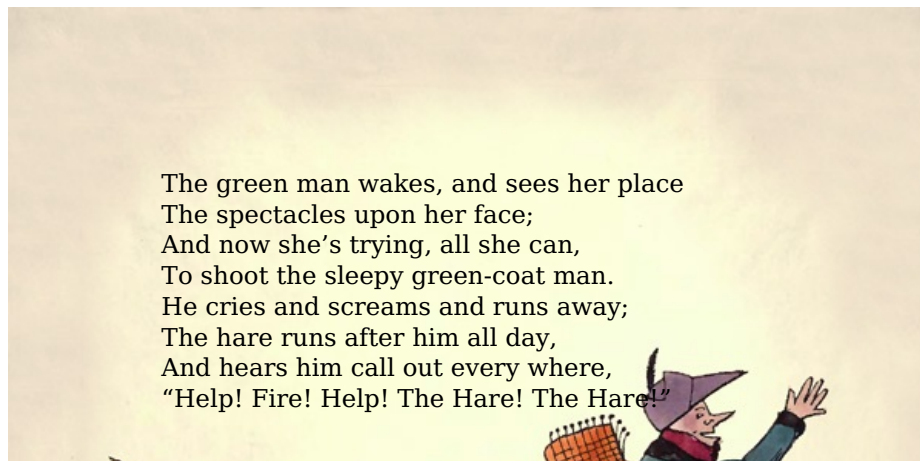 The green man wakes, and sees her place
The spectacles upon her face;
And now she’s trying, all she can,
To shoot the sleepy green-coat man.
He cries and screams and runs away;
The hare runs after him all day,
And hears him call out every where,
“Help! Fire! Help! The Hare! The Hare!”